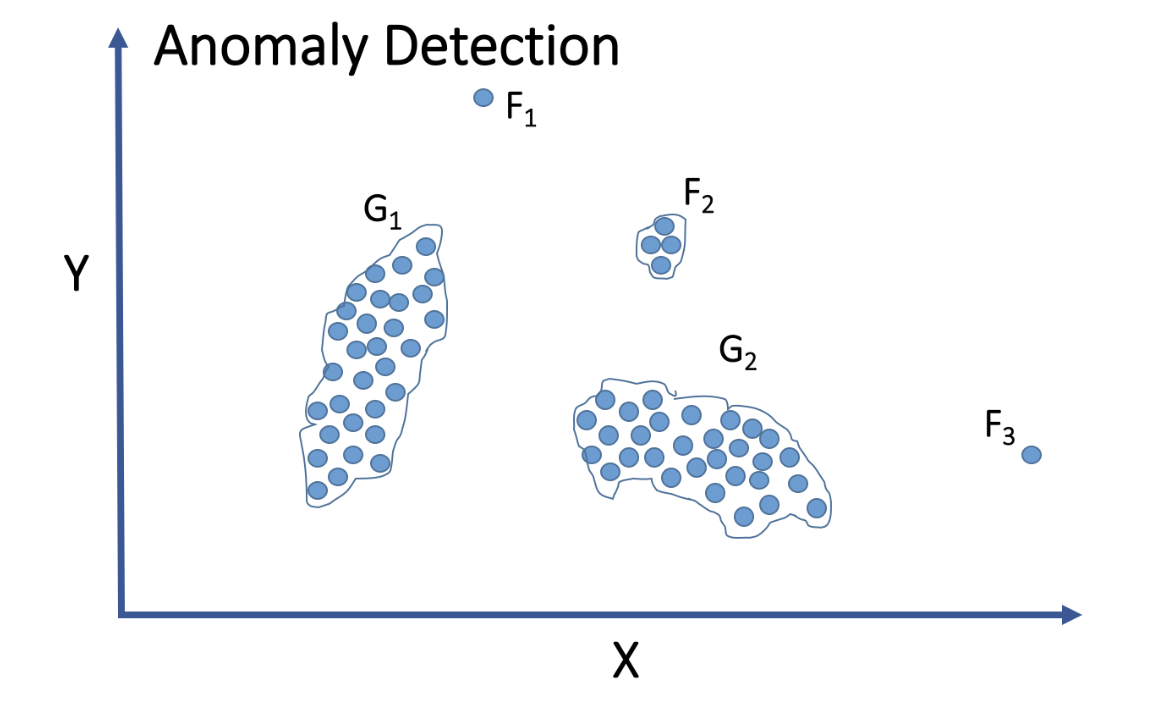 Anomaly Detection
F₁
F₂
G₁
Y
G₂
F₃
X